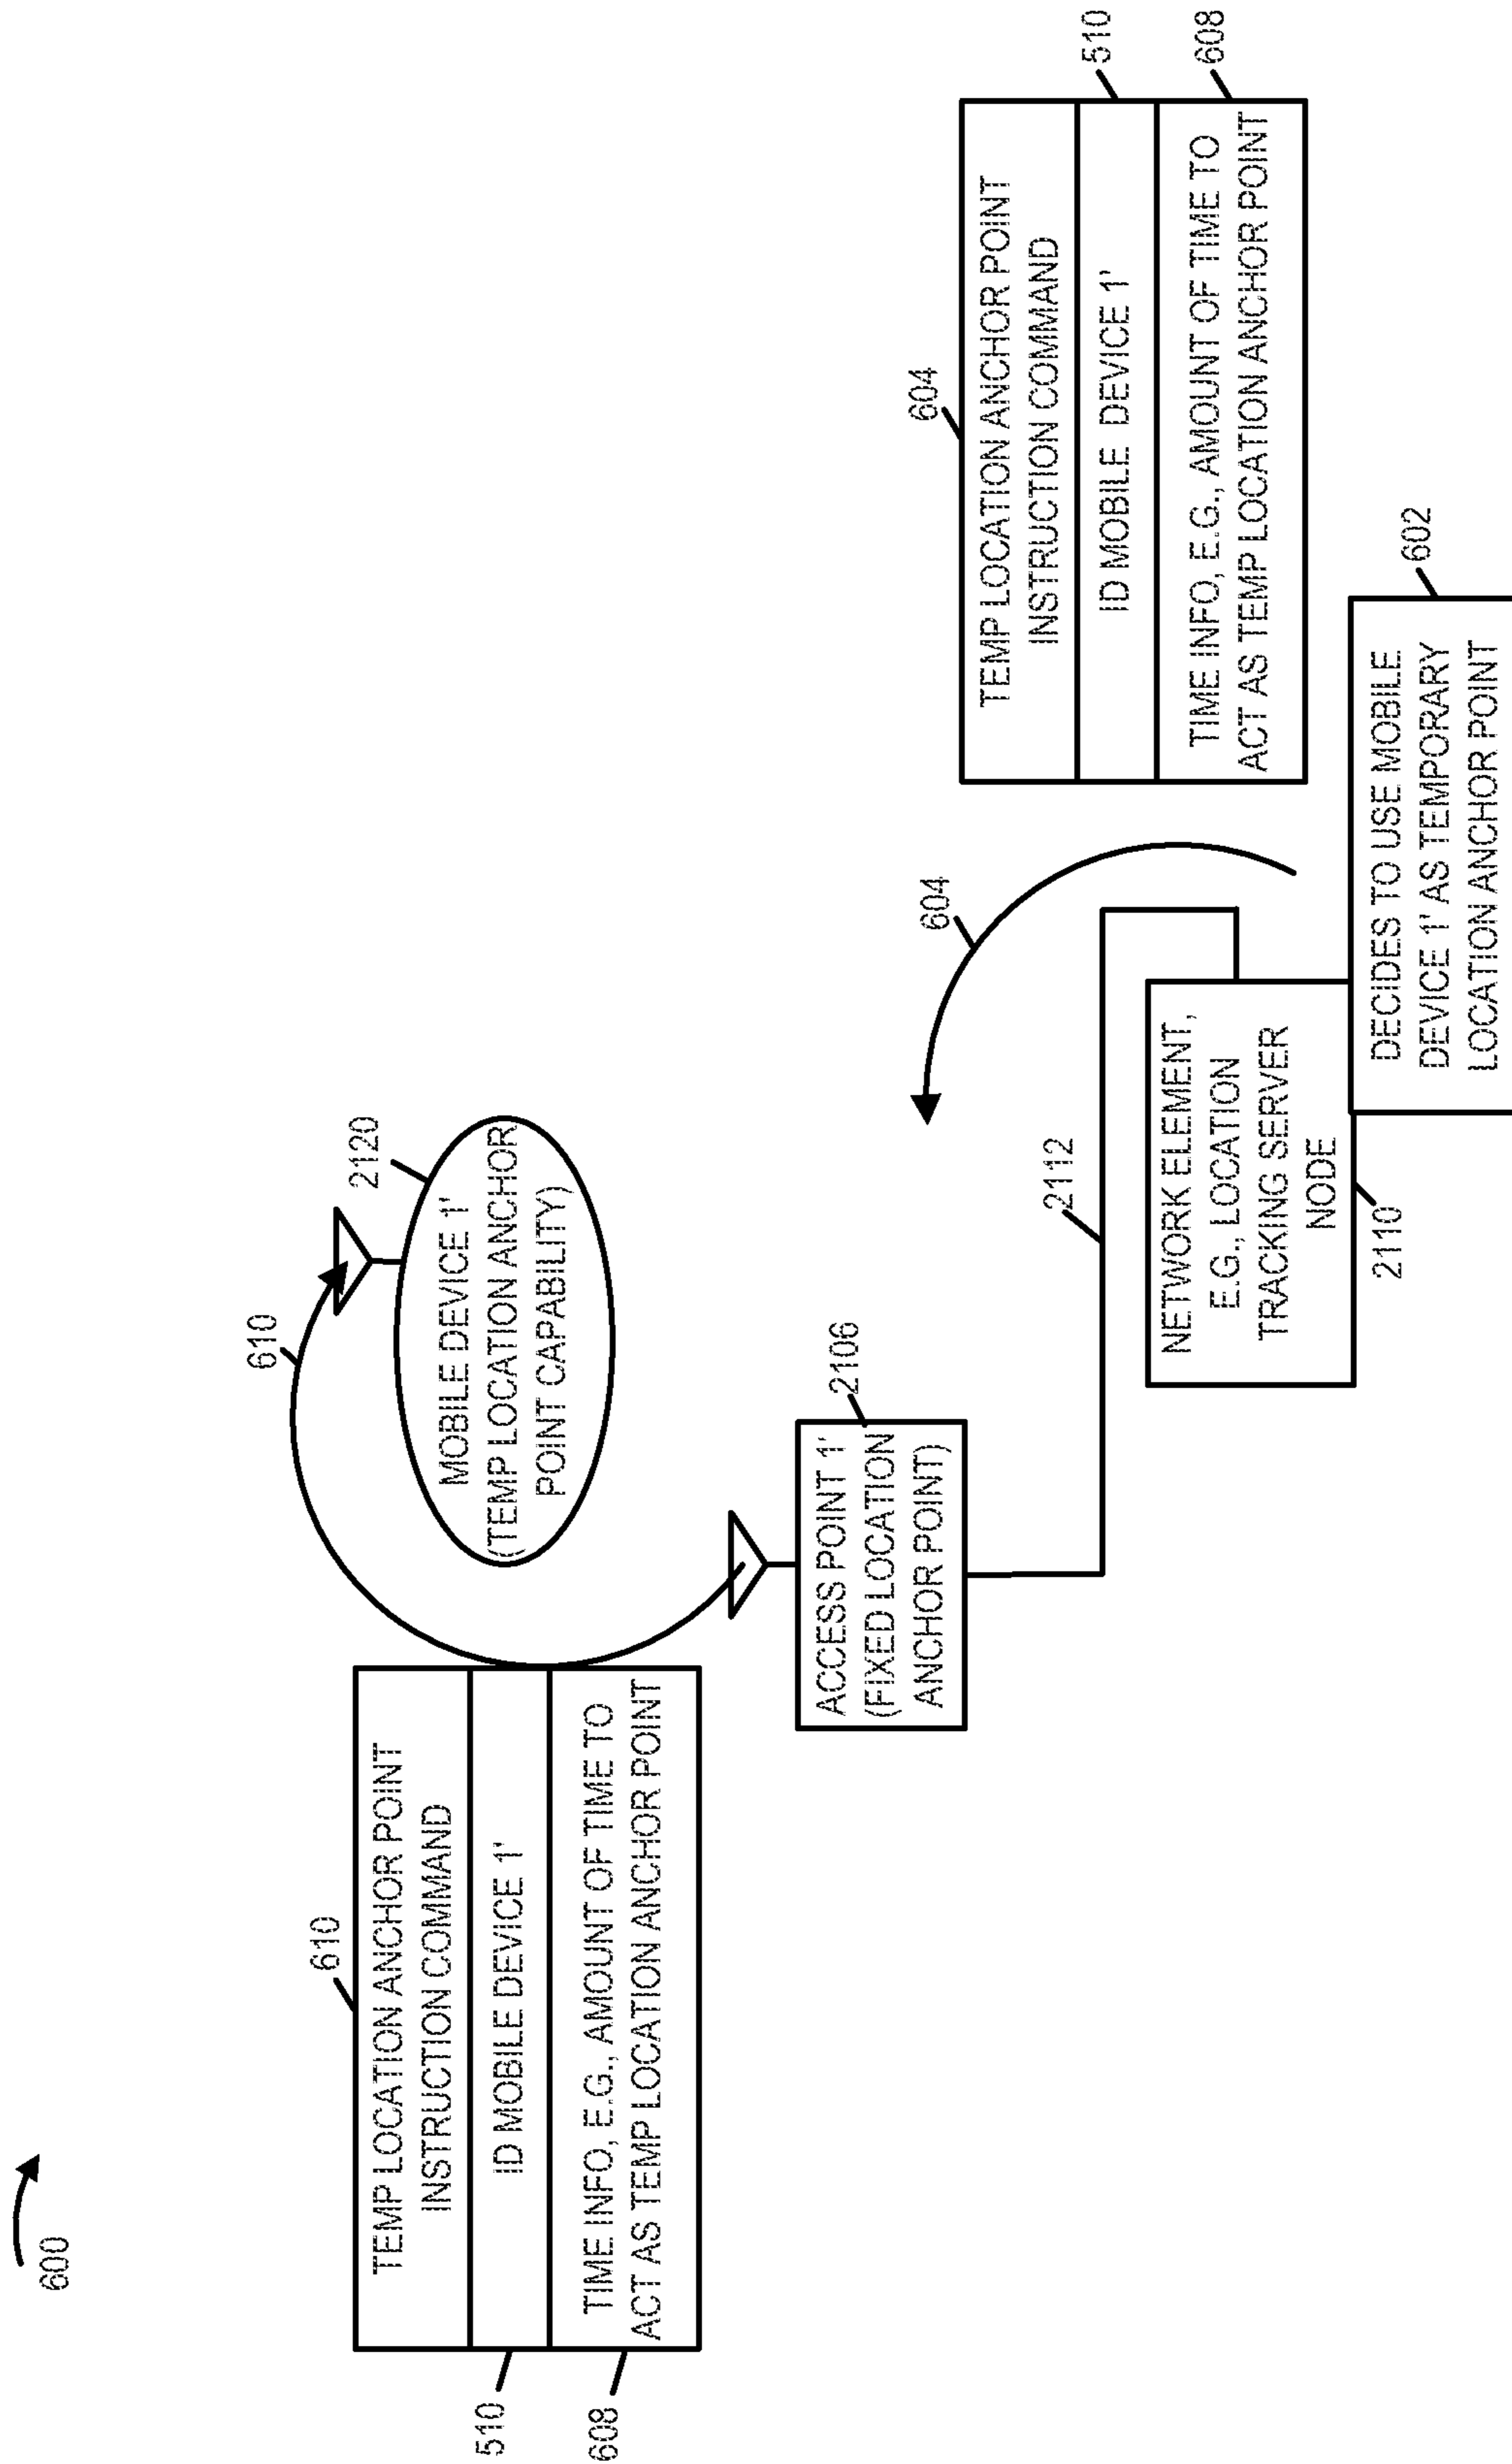 600
610
TEMP LOCATION ANCHOR POINT
INSTRUCTION COMMAND
ID MOBILE DEVICE 1'
TIME INFO, E.G., AMOUNT OF TIME TO
ACT AS TEMP LOCATION ANCHOR POINT
510
608
610
2120
MOBILE DEVICE 1'
(TEMP LOCATION ANCHOR
POINT CAPABILITY)
2106
ACCESS POINT 1'
(FIXED LOCATION
ANCHOR POINT)
2112
604
604
TEMP LOCATION ANCHOR POINT
INSTRUCTION COMMAND
ID MOBILE DEVICE 1'
TIME INFO, E.G., AMOUNT OF TIME TO
ACT AS TEMP LOCATION ANCHOR POINT
510
608
NETWORK ELEMENT,
E.G., LOCATION
TRACKING SERVER
NODE
2110
602
DECIDES TO USE MOBILE
DEVICE 1' AS TEMPORARY
LOCATION ANCHOR POINT